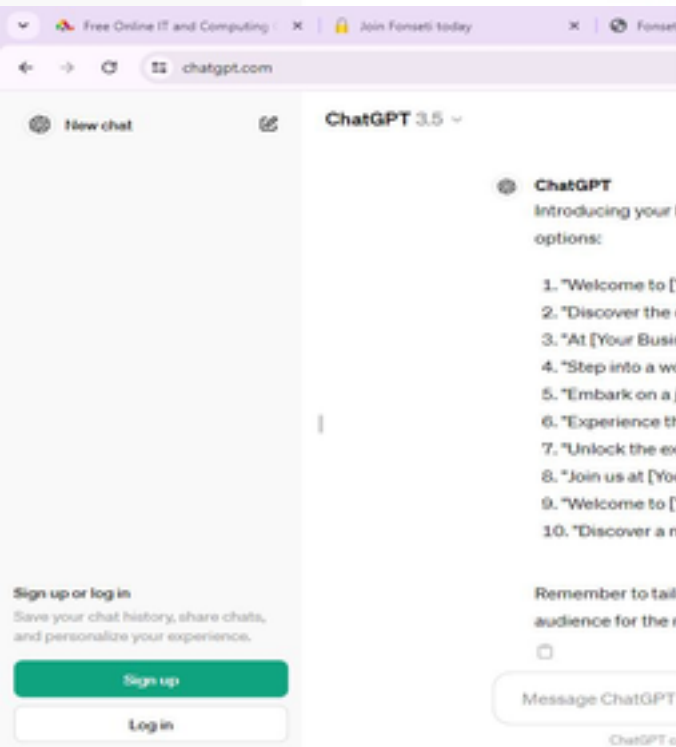 Free Online IT and Computing
Join Fonseti today
Fonset
chatgpt.com
New chat
ChatGPT 3.5
ChatGPT
Introducing your
options:
1. "Welcome to [
2. "Discover the
3. "At [Your Busi
4. "Step into a w
5. "Embark on a
6. "Experience th
7. "Unlock the ex
8. "Join us at [Yo
9. "Welcome to [
10. "Discover a n
Remember to tail
audience for the
Sign up or log in
Save your chat history, share chats,
and personalize your experience.
Sign up
Log in
Message ChatGPT
ChatGPT c